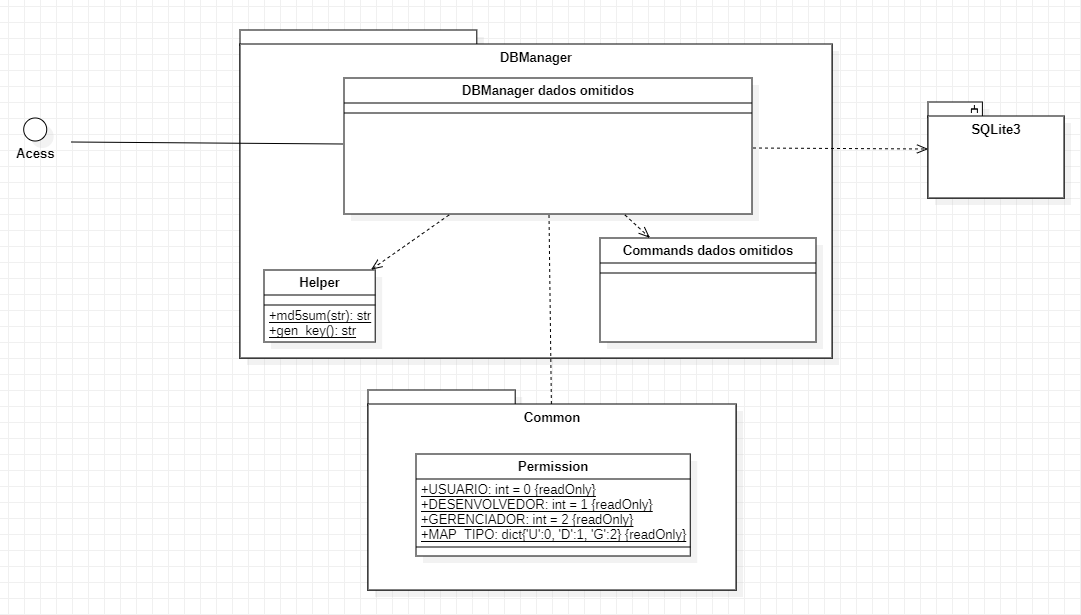 DBManager
DBManager dados omitidos
Acess
SQLite3
Commands dados omitidos
Helper
+md5sum(str): str
+gen_key(): str
Common
Permission
+USUARIO: int = 0 {readOnly}
+DESENVOLVEDOR: int = 1 {readOnly}
+GERENCIADOR: int = 2 {readOnly}
+MAP_TIPO: dict{'U':0, 'D':1, 'G':2} {readOnly}